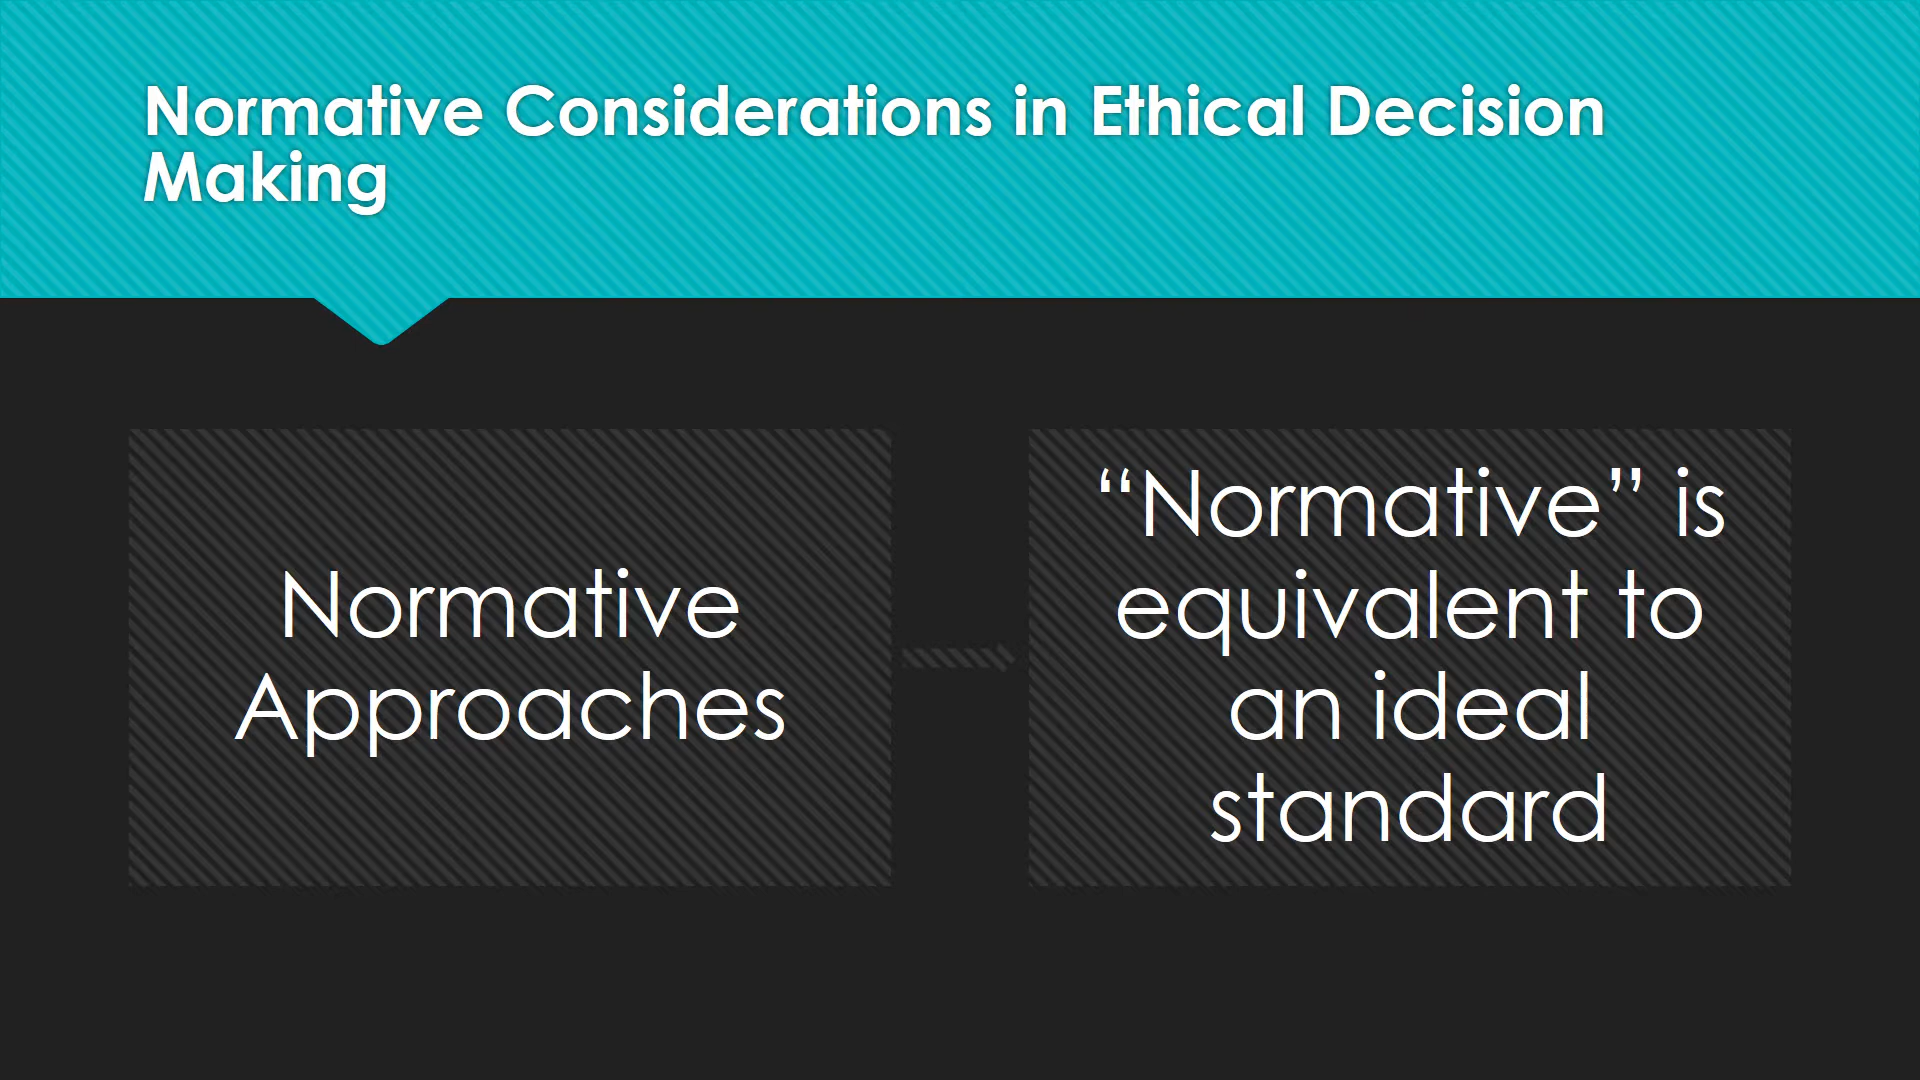 Normative Considerations in Ethical Decision
Making
Normative
Approaches
“Normative” is
equivalent to
an ideal
standard